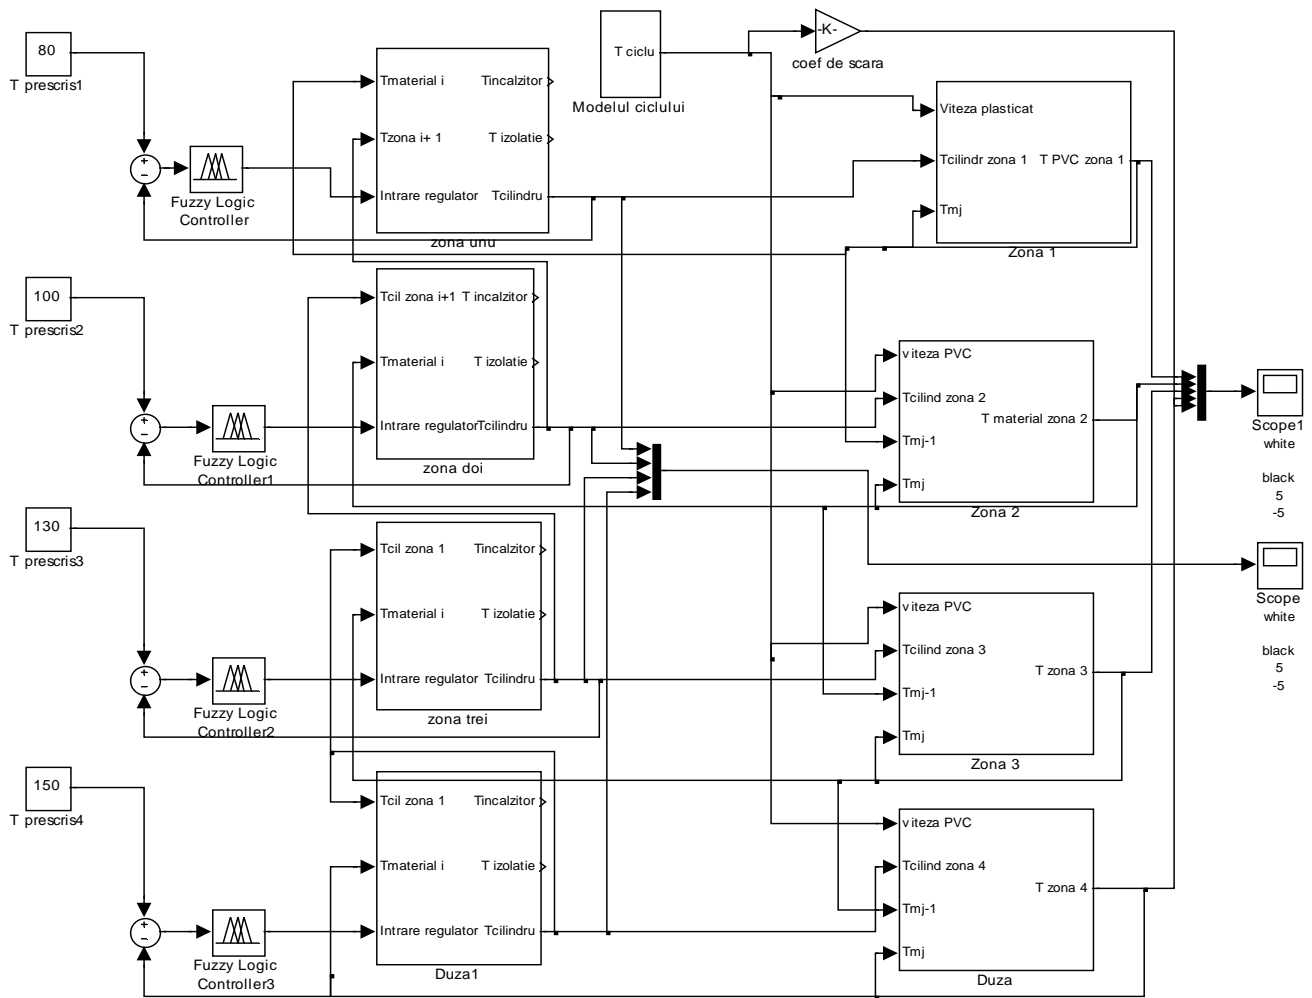 80
T prescris1
Fuzzy Logic
Controller
Tmaterial i
Tincalzitor
Tzona i+ 1
T izolatie
Intrare regulator
Tcilindru
zona unu
T ciclu
Modelul ciclului
-K-
coef de scara
Viteza plasticat
Tcilindr zona 1
T PVC zona 1
Tmj
Zona 1
100
T prescris2
Fuzzy Logic
Controller1
Tcil zona i+1
T incalzitor
Tmaterial i
T izolatie
Intrare regulator
Tcilindru
zona doi
viteza PVC
Tcilind zona 2
T material zona 2
Tmj-1
Tmj
Zona 2
Scope1
white
black
5
-5
130
T prescris3
Fuzzy Logic
Controller2
Tcil zona 1
Tincalzitor
Tmaterial i
T izolatie
Intrare regulator
Tcilindru
zona trei
viteza PVC
Tcilind zona 3
T zona 3
Tmj-1
Tmj
Zona 3
Scope
white
black
5
-5
150
T prescris4
Fuzzy Logic
Controller3
Tcil zona 1
Tincalzitor
Tmaterial i
T izolatie
Intrare regulator
Tcilindru
Duza1
viteza PVC
Tcilind zona 4
T zona 4
Tmj-1
Tmj
Duza